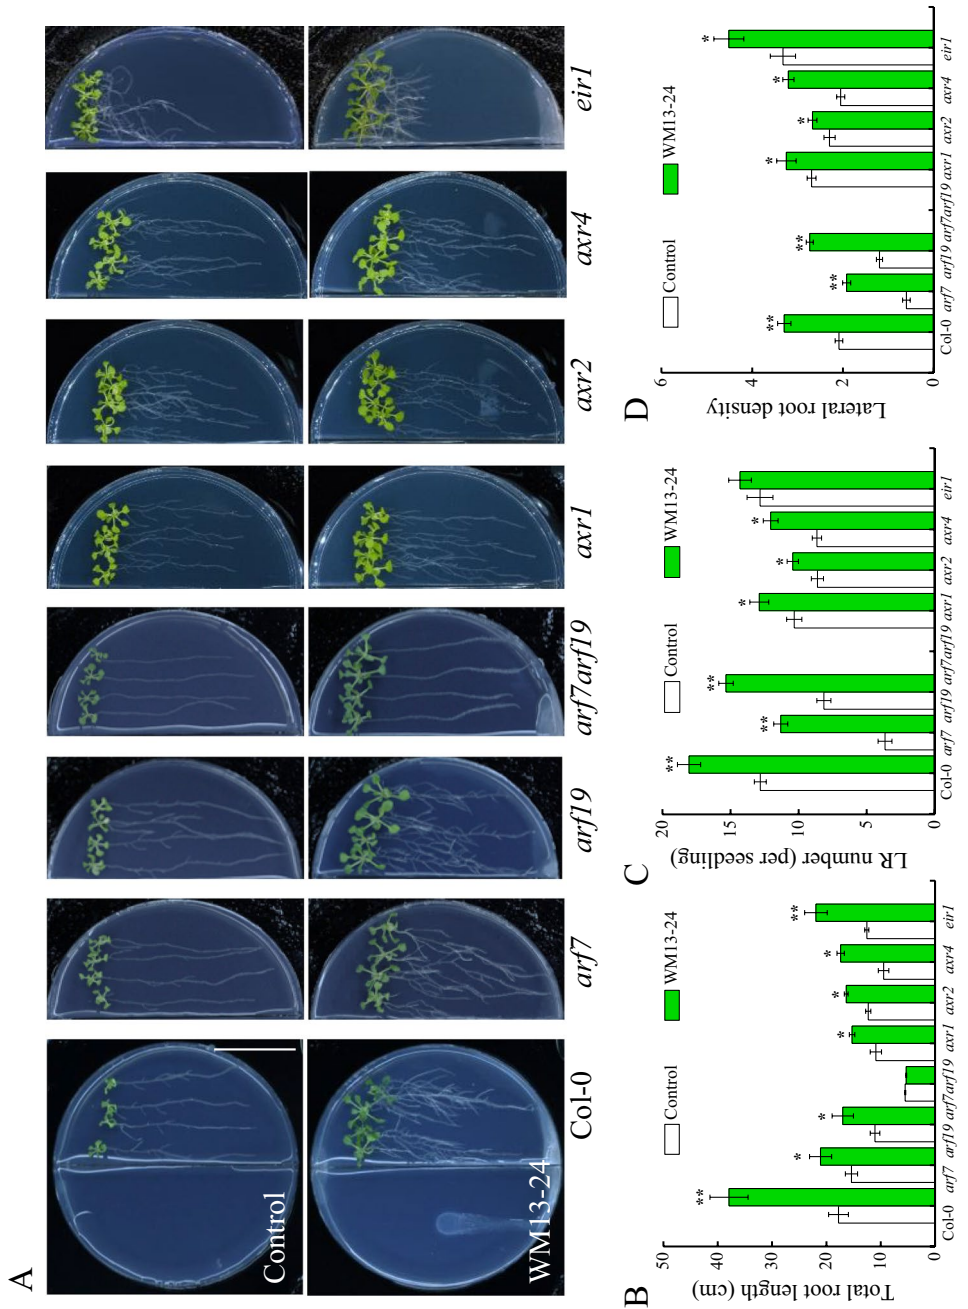 A
Control
WM13-24
Col-0
arf7
arf19
arf7arf19
axr1
axr2
axr4
eir1
B
Total root length (cm)
50
40
30
20
10
0
Control
WM13-24
**
*
*
*
*
*
**
Col-0 arf7 arf19 arf7arf19 axr1 axr2 axr4 eir1
C
LR number (per seedling)
20
15
10
5
0
Control
WM13-24
**
**
**
*
*
*
Col-0 arf7 arf19 arf7arf19 axr1 axr2 axr4 eir1
D
Lateral root density
6
4
2
0
Control
WM13-24
**
**
**
*
*
*
*
Col-0 arf7 arf19 arf7arf19 axr1 axr2 axr4 eir1